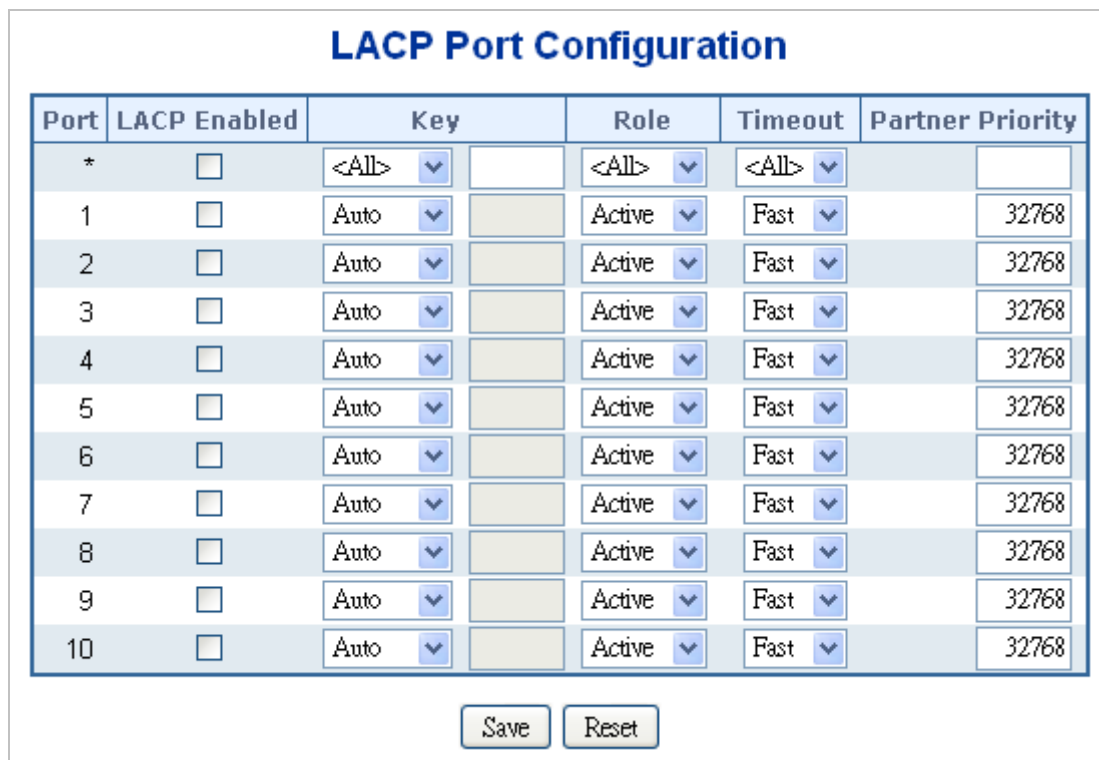 LACP Port Configuration
Port LACP Enabled Key Role Timeout Partner Priority
* <All> <All> <All>
1 Auto Active Fast 32768
2 Auto Active Fast 32768
3 Auto Active Fast 32768
4 Auto Active Fast 32768
5 Auto Active Fast 32768
6 Auto Active Fast 32768
7 Auto Active Fast 32768
8 Auto Active Fast 32768
9 Auto Active Fast 32768
10 Auto Active Fast 32768
Save Reset